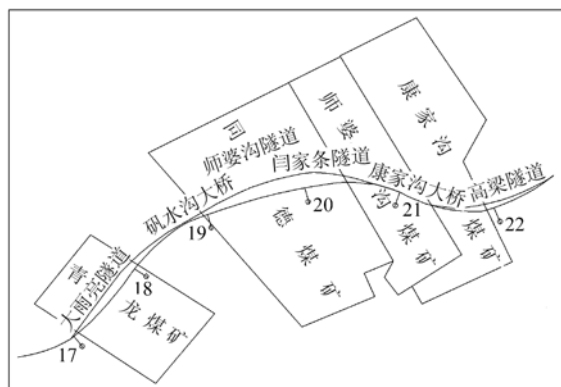 康家沟
师婆沟煤矿
同德煤矿
师婆沟隧道
闫家条隧道
康家沟大桥
高梁隧道
矾水沟大桥
大雨亮隧道
青龙煤矿
煤矿
17
18
19
20
21
22